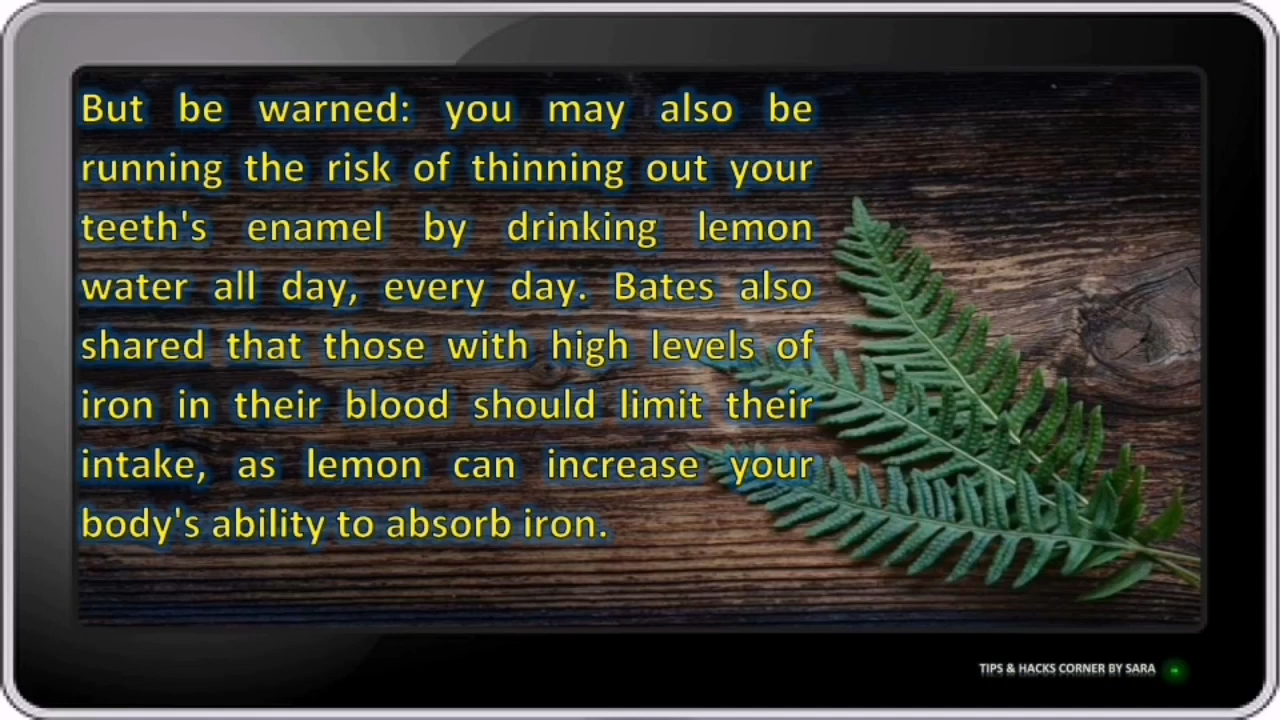 But be warned: you may also be
running the risk of thinning out your
teeth's enamel by drinking lemon
water all day, every day. Bates also
shared that those with high levels of
iron in their blood should limit their
intake, as lemon can increase your
body's ability to absorb iron.
TIPS & HACKS CORNER BY SARA